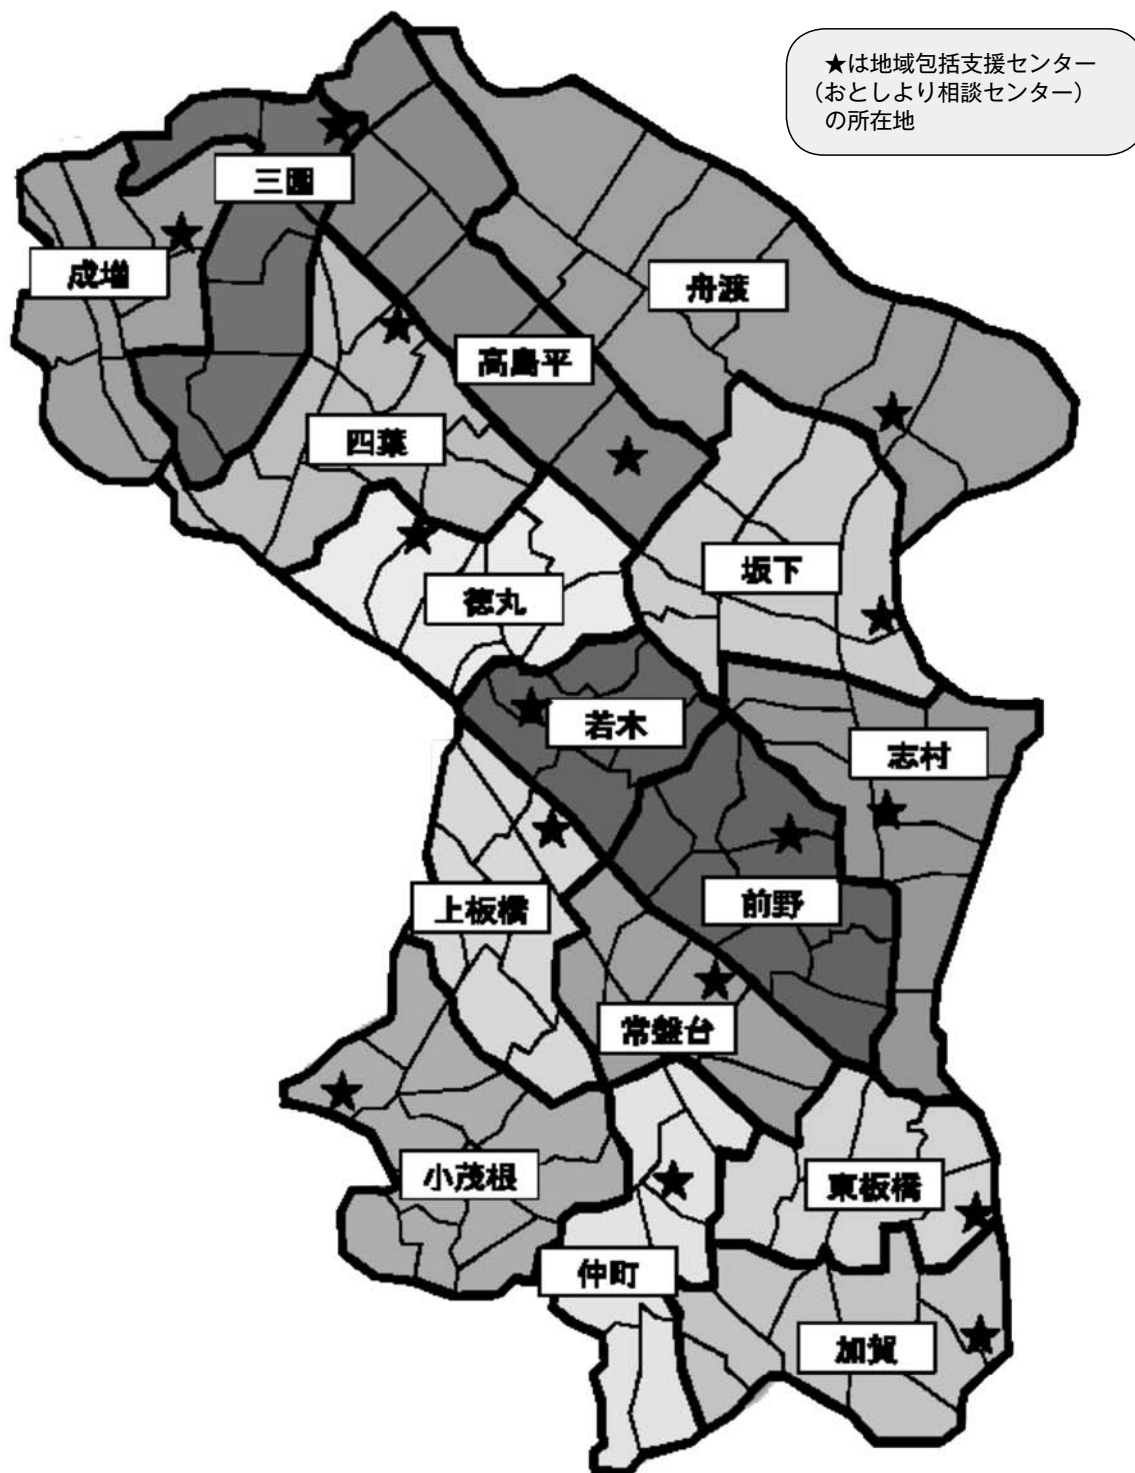 ★は地域包括支援センター
（おとしより相談センター）
の所在地
三園
成増
舟渡
高島平
四葉
坂下
徳丸
若木
志村
上板橋
前野
常盤台
小茂根
東板橋
仲町
加賀